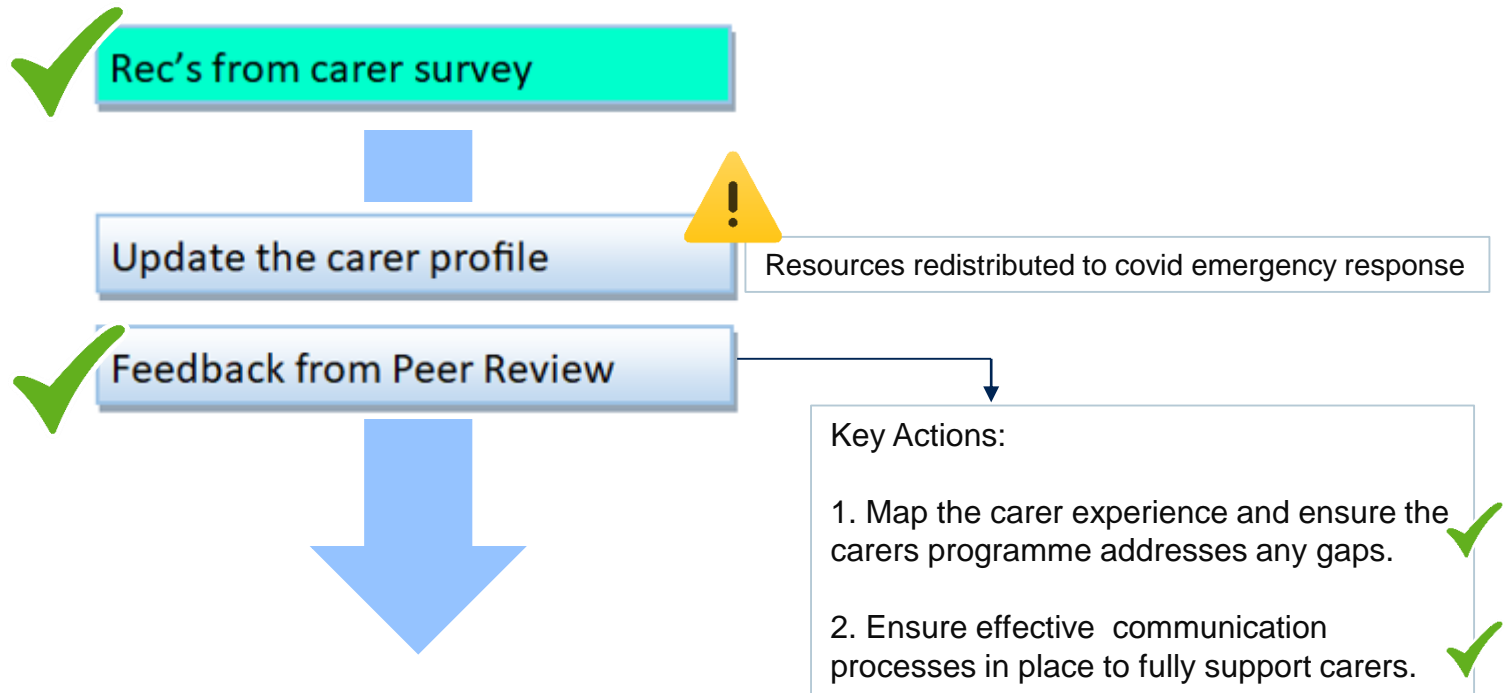 Rec’s from carer survey
Update the carer profile
!
Resources redistributed to covid emergency response
Feedback from Peer Review
Key Actions:
1. Map the carer experience and ensure the
carers programme addresses any gaps.
2. Ensure effective  communication
processes in place to fully support carers.